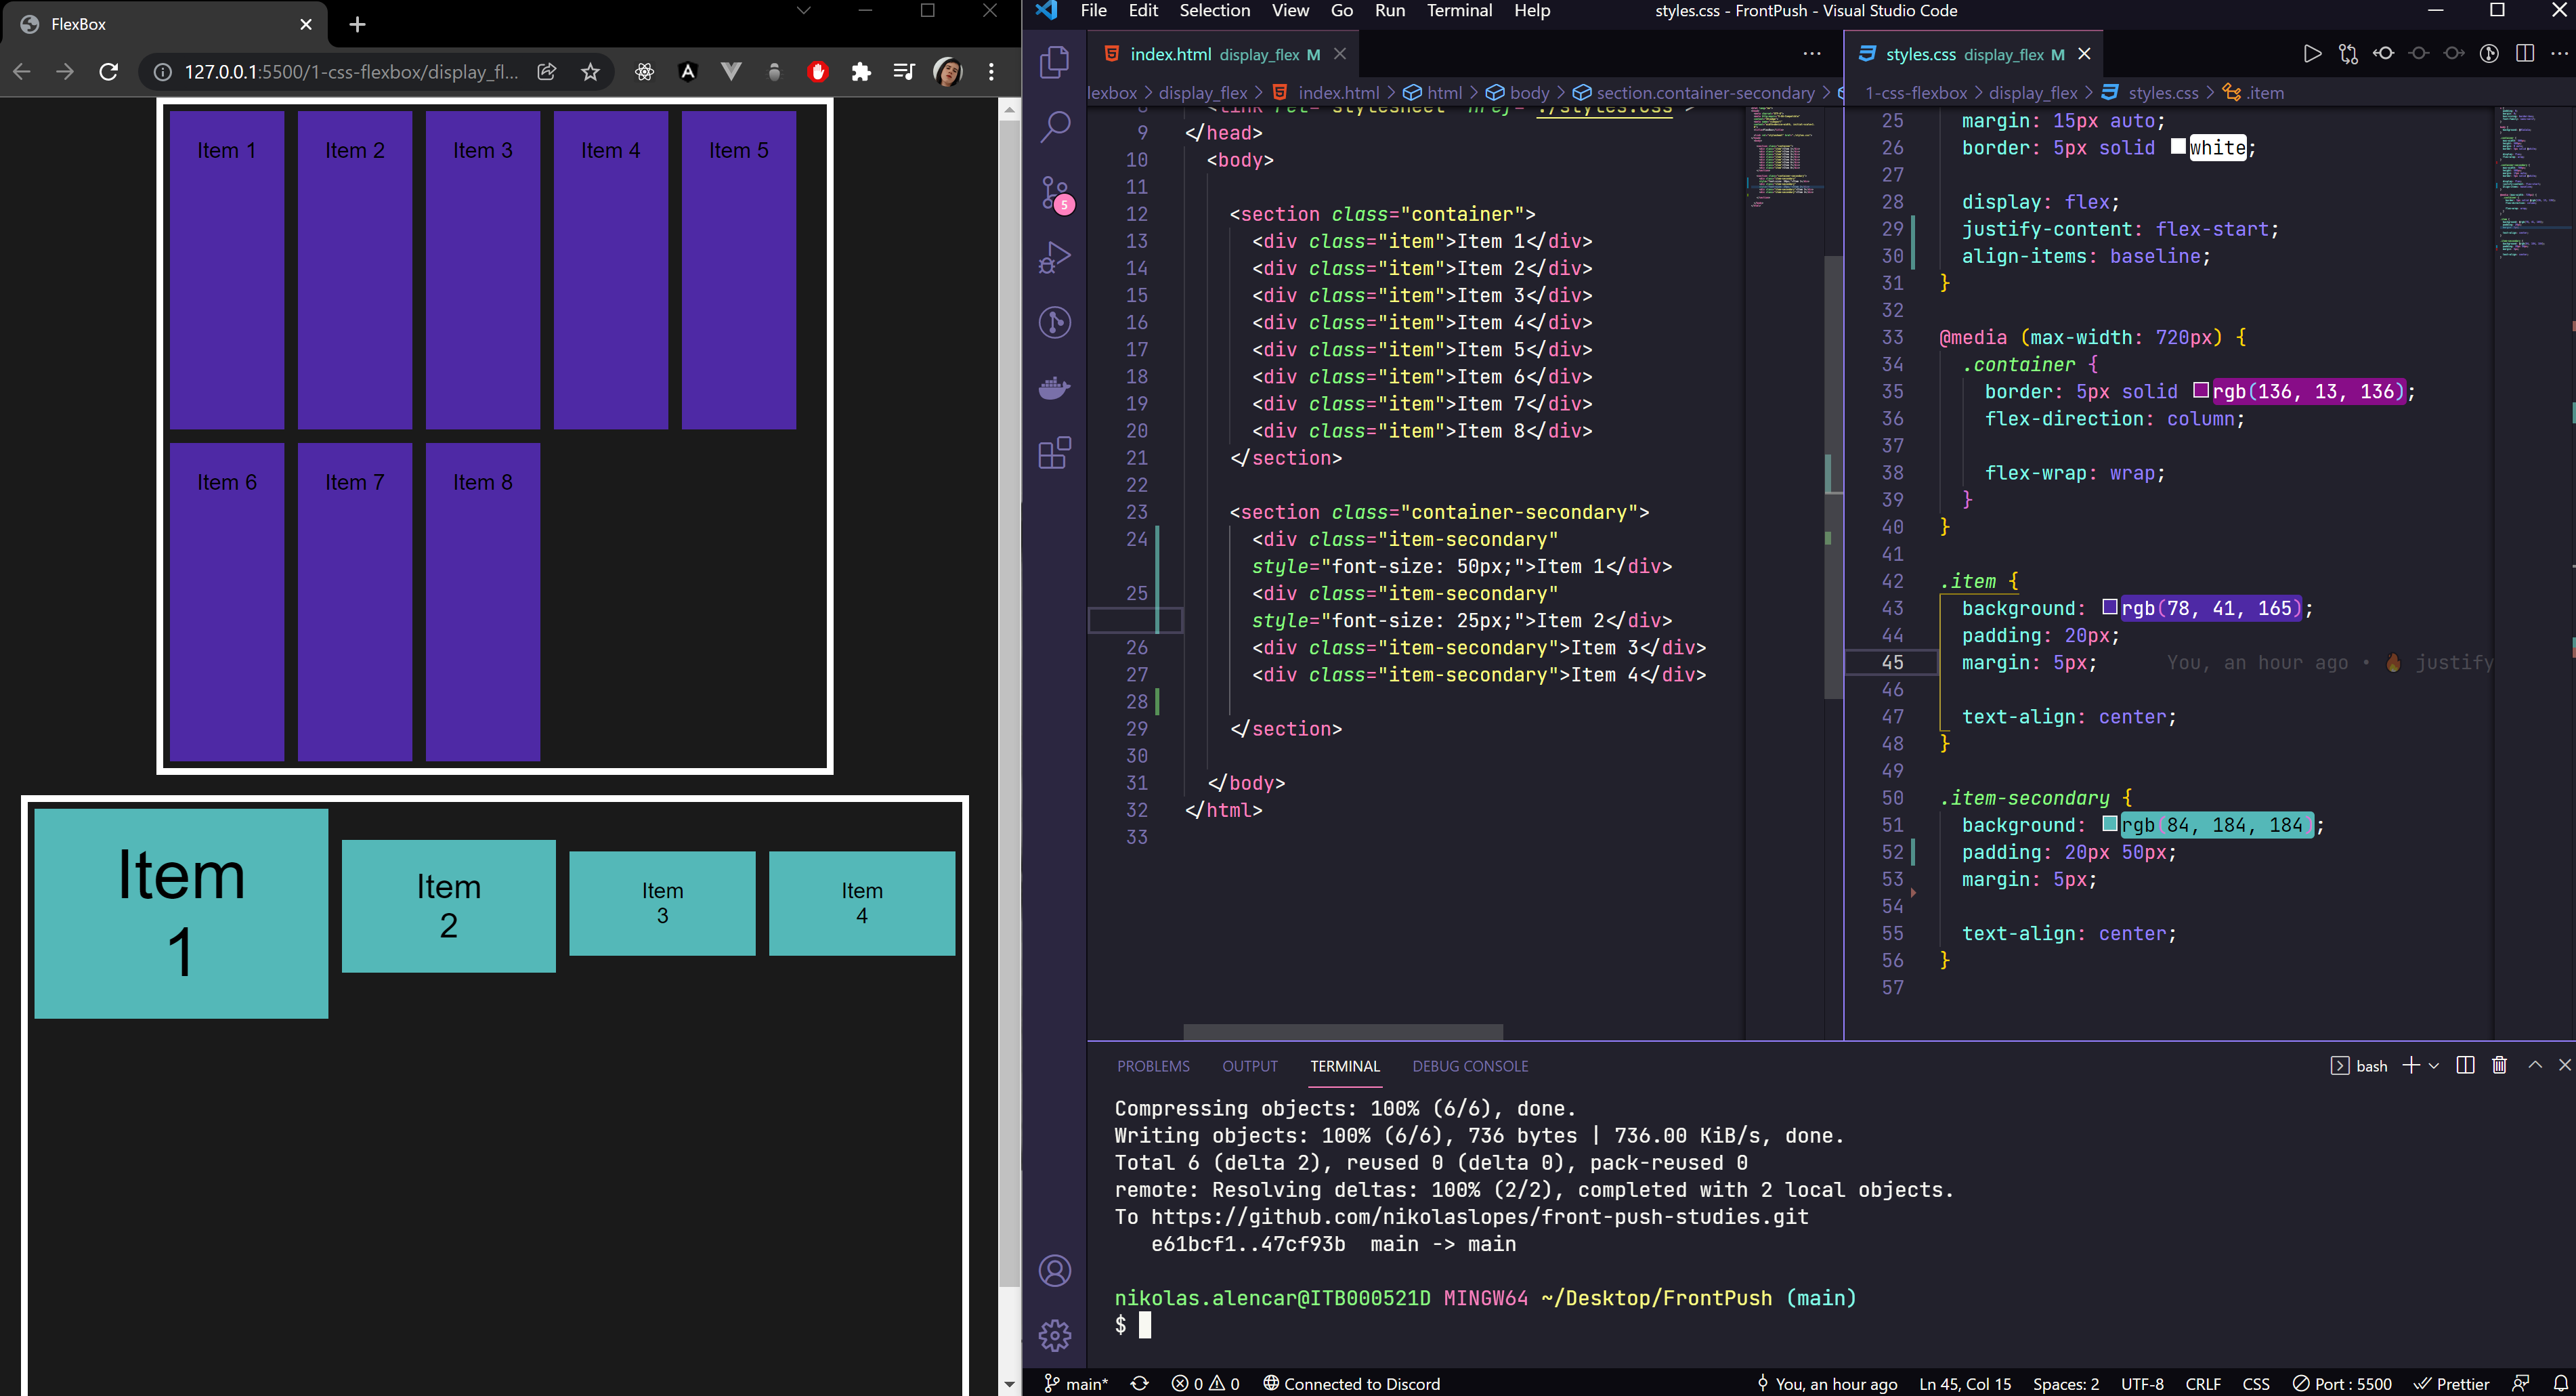 FlexBox
127.0.0.1:5500/1-css-flexbox/display_fl...
Item 1
Item 2
Item 3
Item 4
Item 5
Item 6
Item 7
Item 8
Item
1
Item
2
Item
3
Item
4
File Edit Selection View Go Run Terminal Help
styles.css - FrontPush - Visual Studio Code
5
index.html display_flex M
lexbox > display_flex > index.html > html > body > section.container-secondary >
8 <link rel="stylesheet" href="./styles.css">
9 </head>
10 <body>
11
12 <section class="container">
13 <div class="item">Item 1</div>
14 <div class="item">Item 2</div>
15 <div class="item">Item 3</div>
16 <div class="item">Item 4</div>
17 <div class="item">Item 5</div>
18 <div class="item">Item 6</div>
19 <div class="item">Item 7</div>
20 <div class="item">Item 8</div>
21 </section>
22
23 <section class="container-secondary">
24 <div class="item-secondary"
style="font-size: 50px;">Item 1</div>
25 <div class="item-secondary"
style="font-size: 25px;">Item 2</div>
26 <div class="item-secondary">Item 3</div>
27 <div class="item-secondary">Item 4</div>
28
29 </section>
30
31 </body>
32 </html>
33
styles.css display_flex M
1-css-flexbox > display_flex > styles.css > .item
25 margin: 15px auto;
26 border: 5px solid white;
27
28 display: flex;
29 justify-content: flex-start;
30 align-items: baseline;
31 }
32
33 @media (max-width: 720px) {
34 .container {
35 border: 5px solid rgb(136, 13, 136);
36 flex-direction: column;
37
38 flex-wrap: wrap;
39 }
40 }
41
42 .item {
43 background: rgb(78, 41, 165);
44 padding: 20px;
45 margin: 5px; You, an hour ago • 🔥 justify
46
47 text-align: center;
48 }
49
50 .item-secondary {
51 background: rgb(84, 184, 184);
52 padding: 20px 50px;
53 margin: 5px;
54
55 text-align: center;
56 }
57
PROBLEMS OUTPUT TERMINAL DEBUG CONSOLE
bash
Compressing objects: 100% (6/6), done.
Writing objects: 100% (6/6), 736 bytes | 736.00 KiB/s, done.
Total 6 (delta 2), reused 0 (delta 0), pack-reused 0
remote: Resolving deltas: 100% (2/2), completed with 2 local objects.
To https://github.com/nikolaslopes/front-push-studies.git
e61bcf1..47cf93b main -> main
nikolas.alencar@ITB000521D MINGW64 ~/Desktop/FrontPush (main)
$
main* 0 0 Connected to Discord
You, an hour ago Ln 45, Col 15 Spaces: 2 UTF-8 CRLF CSS Port : 5500 Prettier